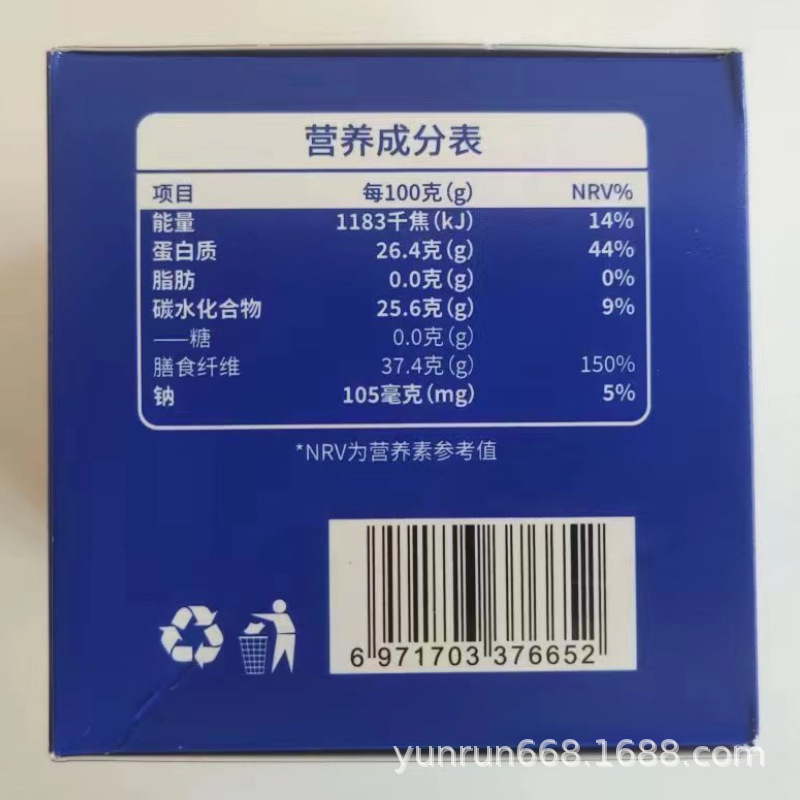 营养成分表
项目 每100克(g) NRV%
能量 1183千焦(kJ) 14%
蛋白质 26.4克(g) 44%
脂肪 0.0克(g) 0%
碳水化合物 25.6克(g) 9%
——糖 0.0克(g)
膳食纤维 37.4克(g) 150%
钠 105毫克(mg) 5%
*NRV为营养素参考值
6 971703 376652
yunrun668.1688.com